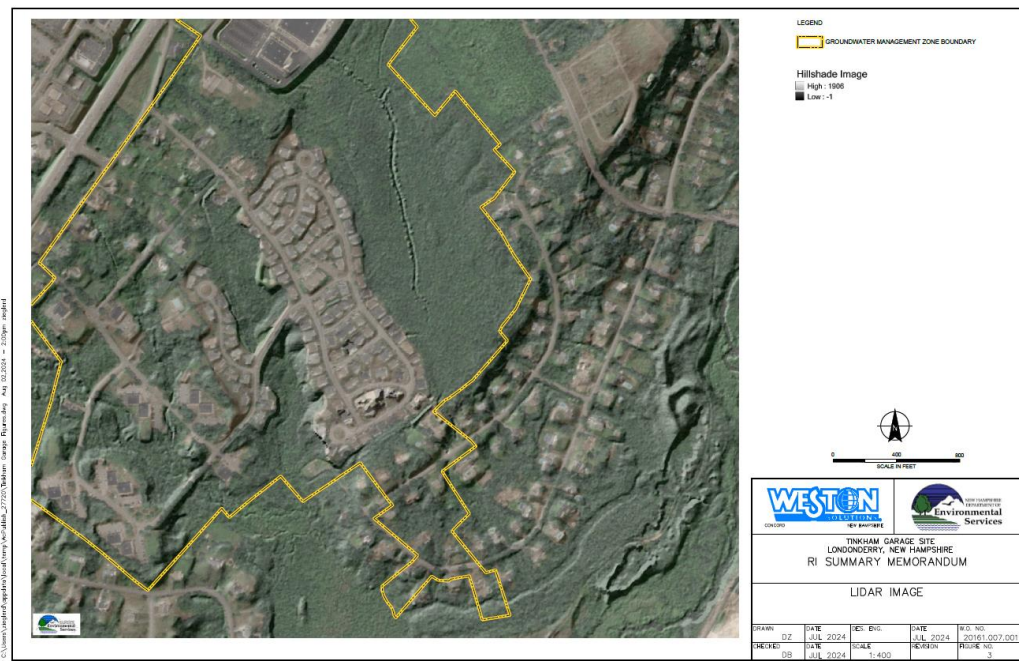 LEGEND
GROUNDWATER MANAGEMENT ZONE BOUNDARY
Hillshade Image
High : 1906
Low : -1
N
0 400 800
SCALE IN FEET
WESTON
SOLUTIONS
CONCORD NEW HAMPSHIRE
NEW HAMPSHIRE
DEPARTMENT OF
Environmental
Services
TINKHAM GARAGE SITE
LONDONDERRY, NEW HAMPSHIRE
RI SUMMARY MEMORANDUM
LIDAR IMAGE
DRAWN DZ
DATE JUL 2024
DES. ENG.
DATE JUL 2024
W.O. NO. 20161.007.001
CHECKED DB
DATE JUL 2024
SCALE 1:400
REVISION
FIGURE NO. 3
Environmental
Services